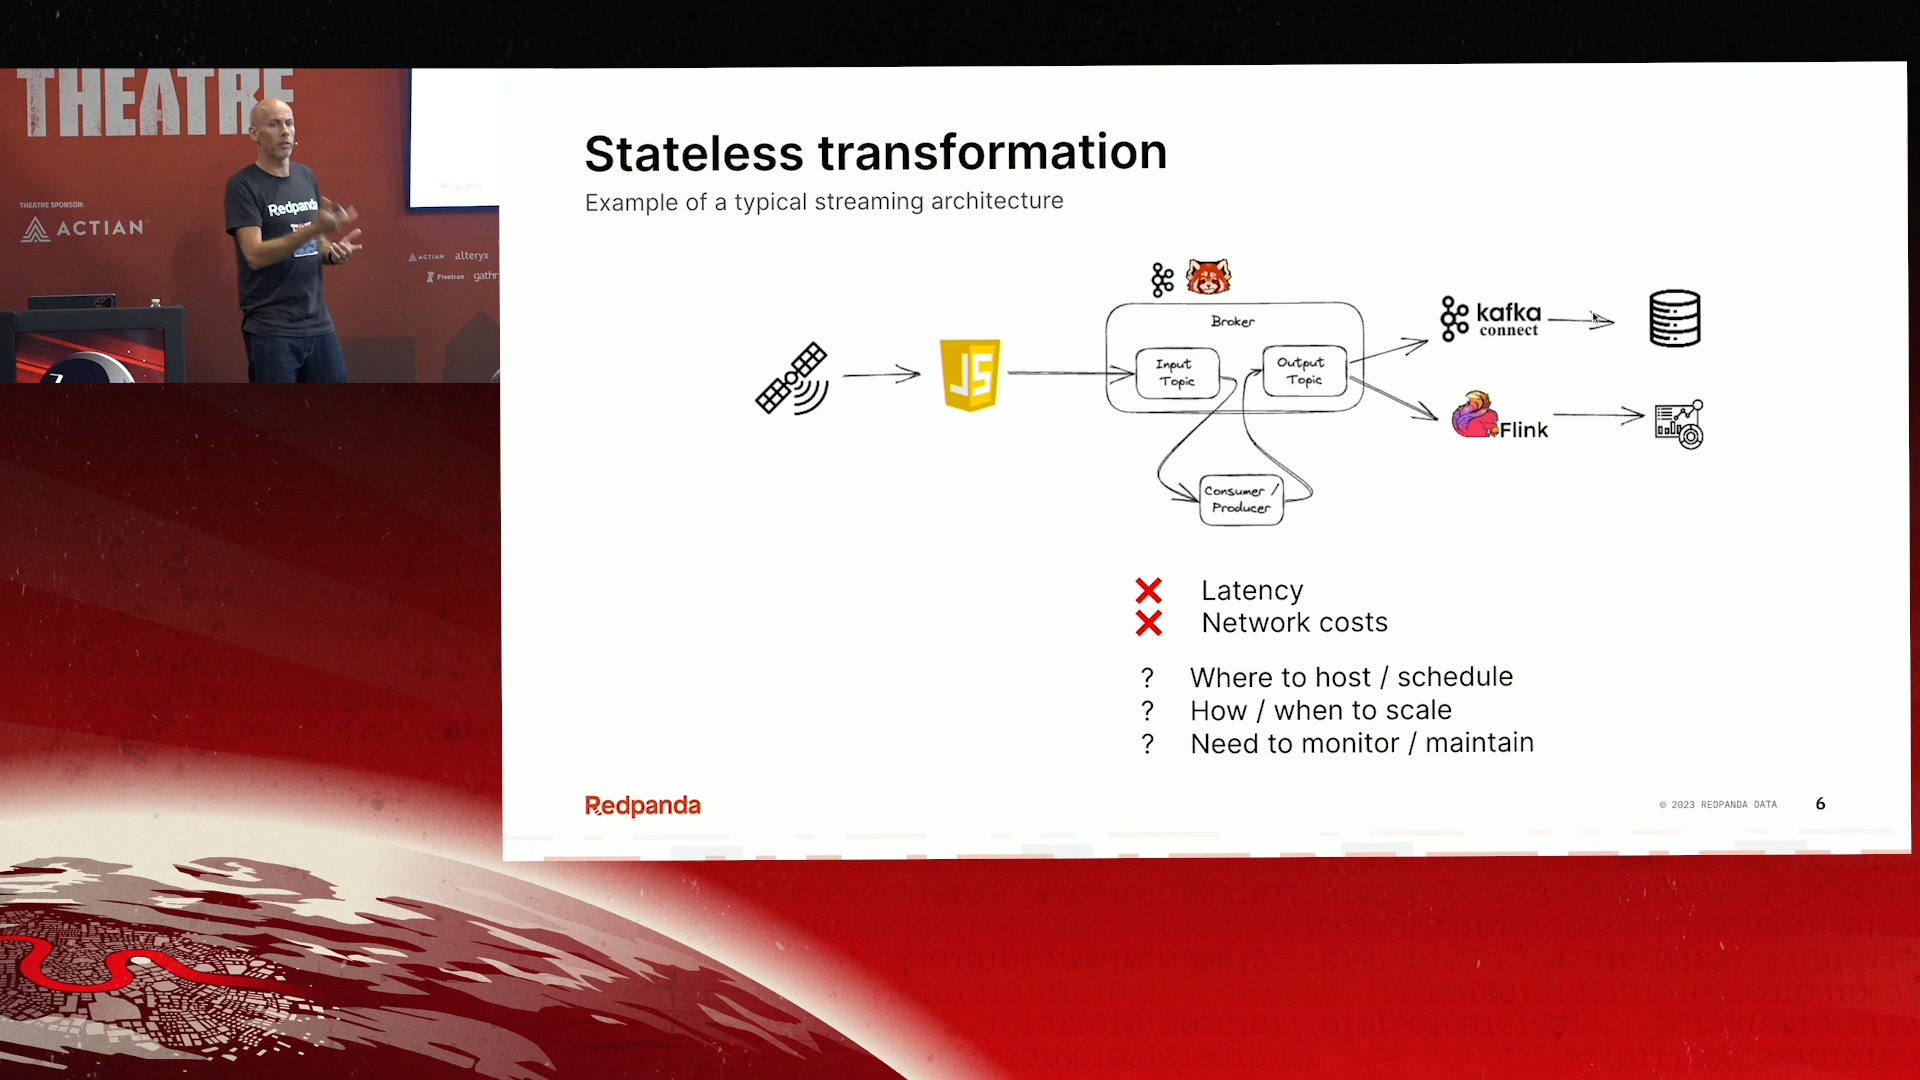 THEATRE
THEATRE SPONSOR:
ACTIAN
Redpanda
Redpanda
ACTIAN alteryx
Fivetran
Stateless transformation
Example of a typical streaming architecture
Broker
Input
Topic
Output
Topic
Consumer /
Producer
JS
kafka
connect
Flink
Latency
Network costs
? Where to host / schedule
? How / when to scale
? Need to monitor / maintain
Redpanda
© 2023 REDPANDA DATA 6